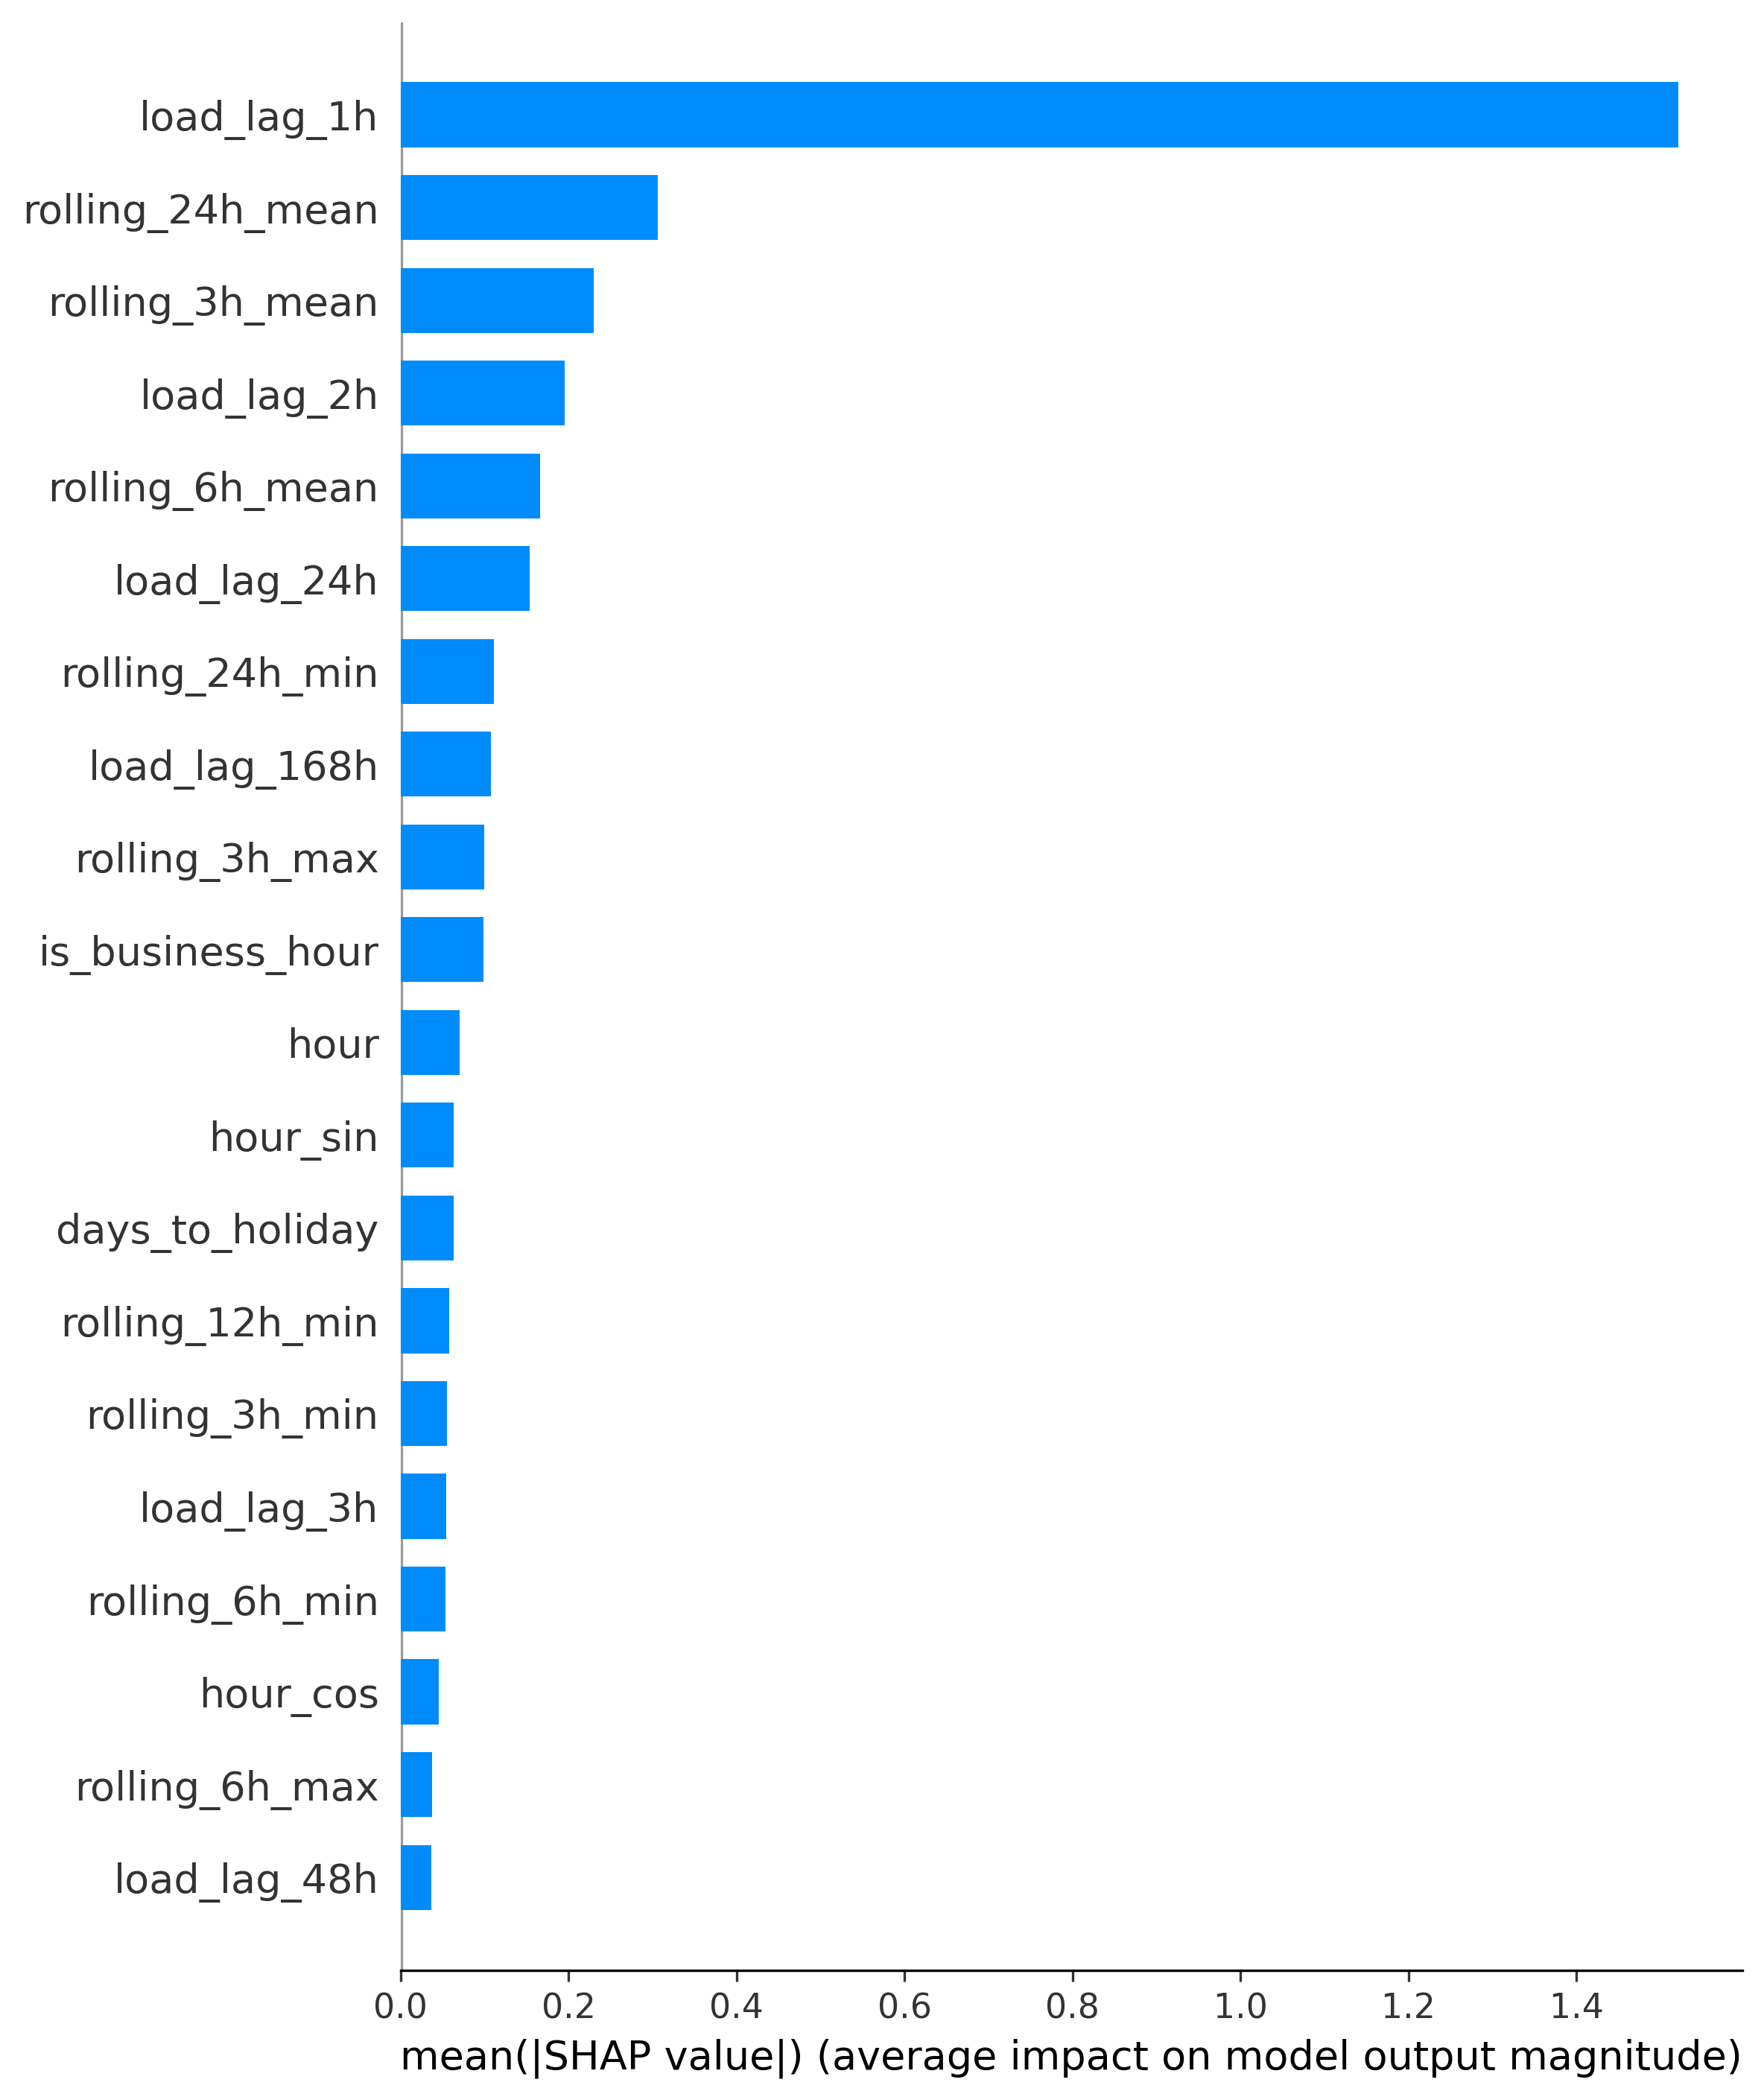 load_lag_1h
rolling_24h_mean
rolling_3h_mean
load_lag_2h
rolling_6h_mean
load_lag_24h
rolling_24h_min
load_lag_168h
rolling_3h_max
is_business_hour
hour
hour_sin
days_to_holiday
rolling_12h_min
rolling_3h_min
load_lag_3h
rolling_6h_min
hour_cos
rolling_6h_max
load_lag_48h
0.0 0.2 0.4 0.6 0.8 1.0 1.2 1.4
mean(|SHAP value|) (average impact on model output magnitude)